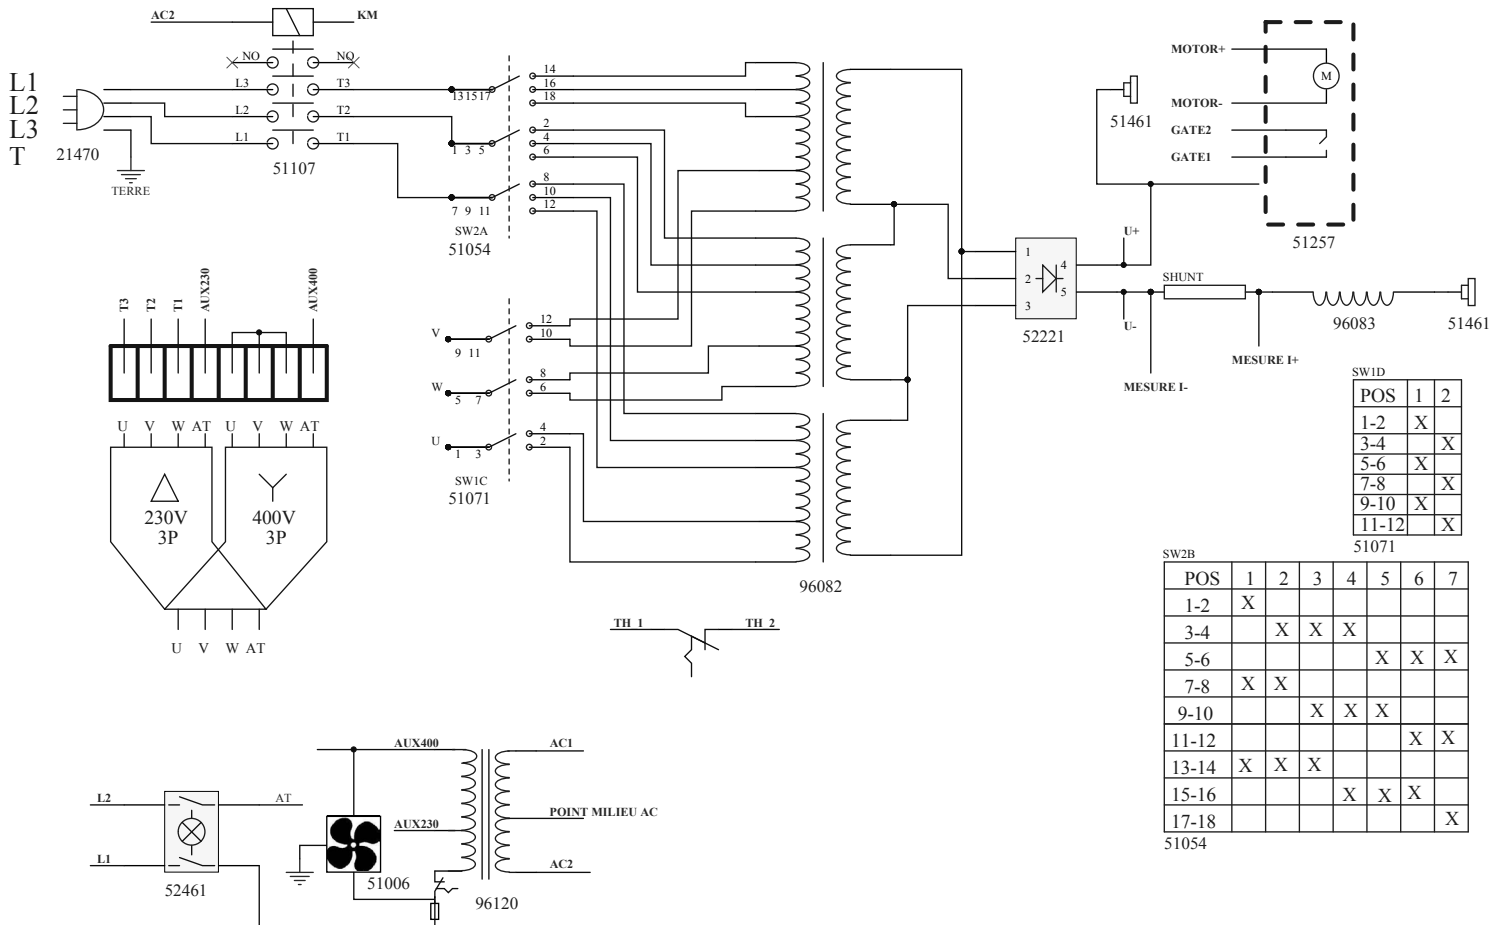 AC2 KM
NO NO
L1
L2
L3
T
21470
TERRE
L3 T3
L2 T2
L1 T1
51107
131517
14
16
18
1 3 5
2
4
6
7 9 11
8
10
12
SW2A
51054
T3 T2 T1 AUX230 AUX400
U V W AT U V W AT
230V
3P
400V
3P
U V W AT
V
9 11
12
10
W
5 7
8
6
U
1 3
4
2
SW1C
51071
96082
1
2
3
4
5
52221
U+
U-
51461
MOTOR+
MOTOR-
GATE2
GATE1
M
51257
SHUNT
MESURE I-
MESURE I+
96083
51461
SW1D
POS 1 2
1-2 X
3-4 X
5-6 X
7-8 X
9-10 X
11-12 X
51071
SW2B
POS 1 2 3 4 5 6 7
1-2 X
3-4 X X X
5-6 X X X
7-8 X X
9-10 X X X
11-12 X X
13-14 X X X
15-16 X X X
17-18 X
51054
TH 1 TH 2
L2 AT
L1
52461
AUX400
AUX230
51006
AC1
POINT MILIEU AC
AC2
96120